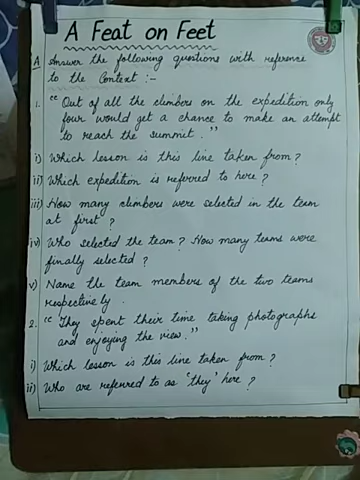 A Feat on Feet
A Answer the following questions with reference
to the Context :-
1. "Out of all the climbers on the expedition only
four would get a chance to make an attempt
to reach the summit."
i) Which lesson is this line taken from?
ii) Which expedition is referred to here?
iii) How many climbers were selected in the team
at first?
iv) Who selected the team? How many teams were
finally selected?
v) Name the team members of the two teams
respectively.
2. "They spent their time taking photographs
and enjoying the view."
i) Which lesson is this line taken from?
ii) Who are referred to as 'they' here?